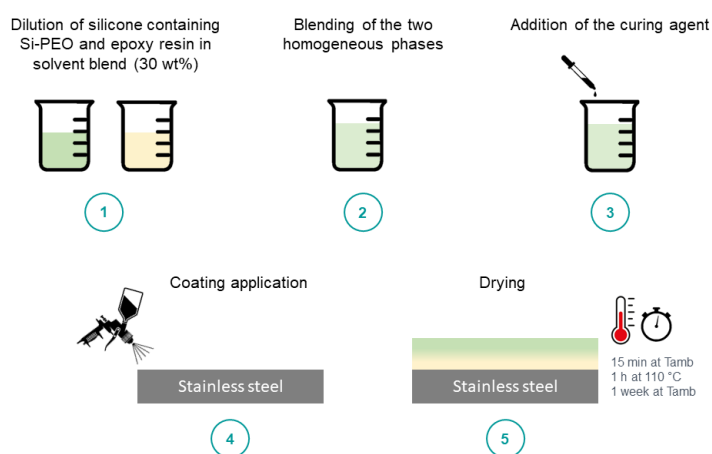 Dilution of silicone containing
Si-PEO and epoxy resin in
solvent blend (30 wt%)
Blending of the two
homogeneous phases
Addition of the curing agent
1
2
3
Coating application
Drying
15 min at Tamb
1 h at 110 °C
1 week at Tamb
Stainless steel
Stainless steel
4
5